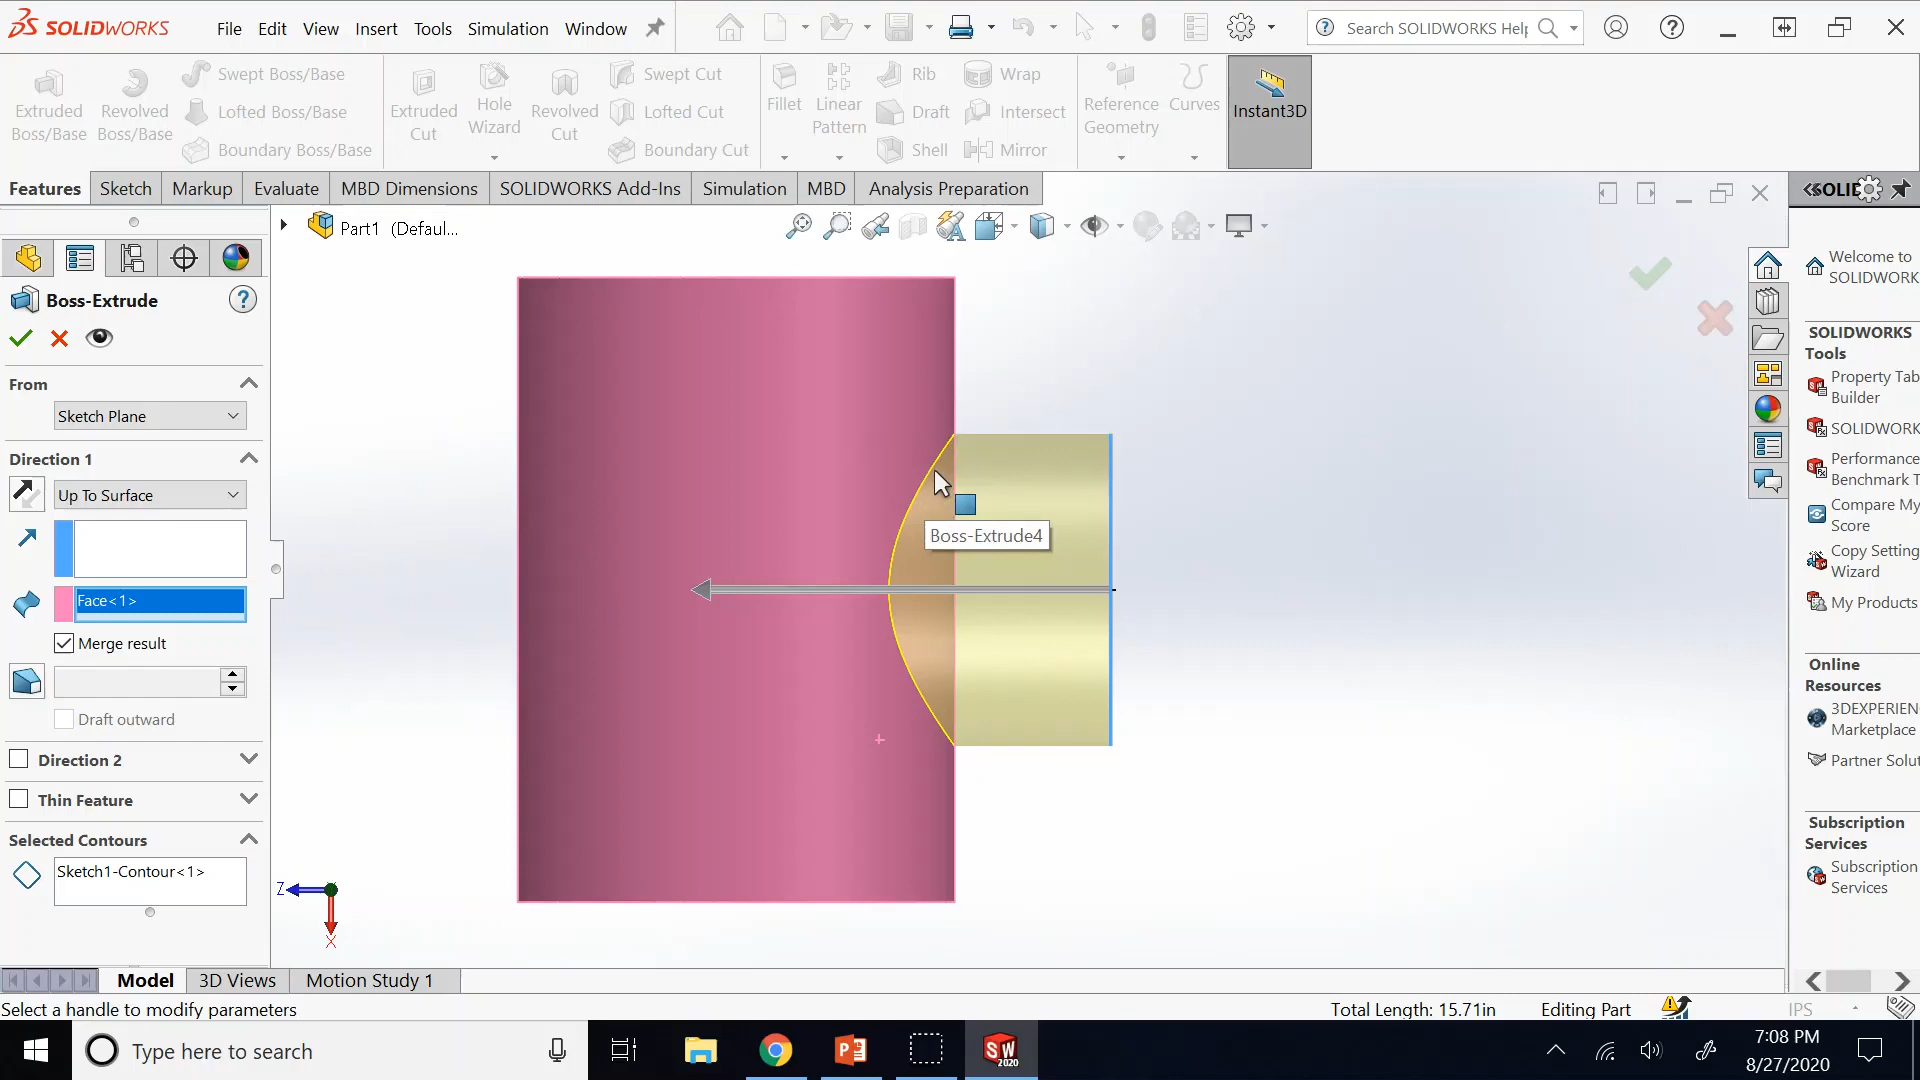 SOLIDWORKS
File Edit View Insert Tools Simulation Window
Search SOLIDWORKS Help
Extruded Boss/Base
Revolved Boss/Base
Swept Boss/Base
Lofted Boss/Base
Boundary Boss/Base
Extruded Cut
Hole Wizard
Revolved Cut
Swept Cut
Lofted Cut
Boundary Cut
Fillet
Linear Pattern
Rib
Draft
Shell
Wrap
Intersect
Mirror
Reference Geometry
Curves
Instant3D
Features Sketch Markup Evaluate MBD Dimensions SOLIDWORKS Add-Ins Simulation MBD Analysis Preparation
Part1 (Defaul...
Boss-Extrude
From
Sketch Plane
Direction 1
Up To Surface
Face<1>
Merge result
Draft outward
Direction 2
Thin Feature
Selected Contours
Sketch1-Contour<1>
Boss-Extrude4
Z
X
SOLID
Welcome to
SOLIDWORKS
SOLIDWORKS
Tools
Property Tab
Builder
SOLIDWORK
Performance
Benchmark T
Compare My
Score
Copy Setting
Wizard
My Products
Online
Resources
3DEXPERIEN
Marketplace
Partner Solut
Subscription
Services
Subscription
Services
Model 3D Views Motion Study 1
Select a handle to modify parameters
Total Length: 15.71in Editing Part IPS
Type here to search
SW
2020
7:08 PM
8/27/2020